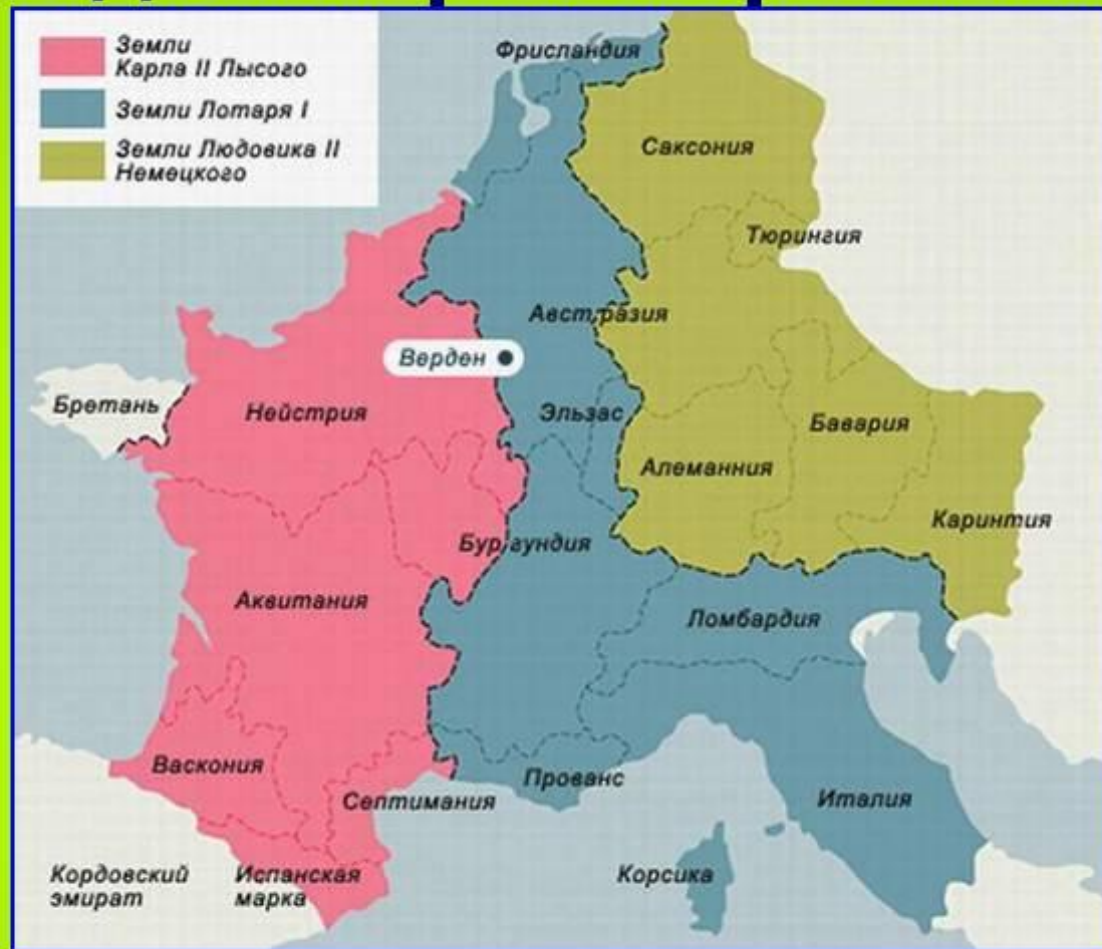 Земли
Карла II Лысого
Земли Лотаря I
Земли Людовика II
Немецкого
Фрисландия
Саксония
Тюрингия
Австразия
Верден
Бретань
Нейстрия
Эльзас
Бавария
Алеманния
Каринтия
Бургундия
Аквитания
Ломбардия
Васкония
Септимания
Прованс
Италия
Кордовский
эмират
Испанская
марка
Корсика